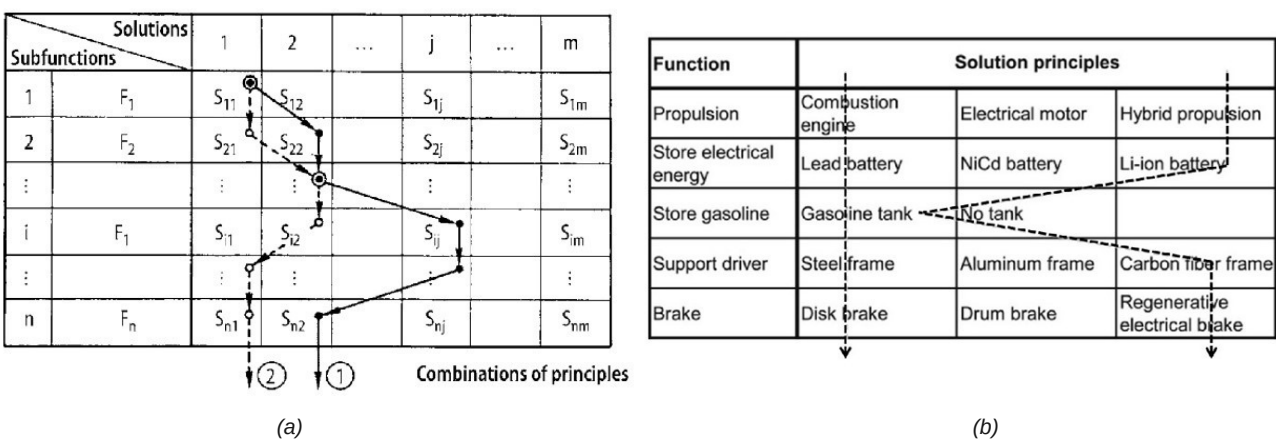 Solutions
Subfunctions
1 2 ... j ... m
1 F1 S11 S12 S1j S1m
2 F2 S21 S22 S2j S2m
⋮ ⋮ ⋮ ⋮ ⋮
i F1 Si1 Si2 Sij Sim
⋮ ⋮ ⋮ ⋮ ⋮
n Fn Sn1 Sn2 Snj Snm
2 1 Combinations of principles
(a)
Function Solution principles
Propulsion Combustion engine Electrical motor Hybrid propulsion
Store electrical energy Lead battery NiCd battery Li-ion battery
Store gasoline Gasoline tank No tank
Support driver Steel frame Aluminum frame Carbon fiber frame
Brake Disk brake Drum brake Regenerative electrical brake
(b)